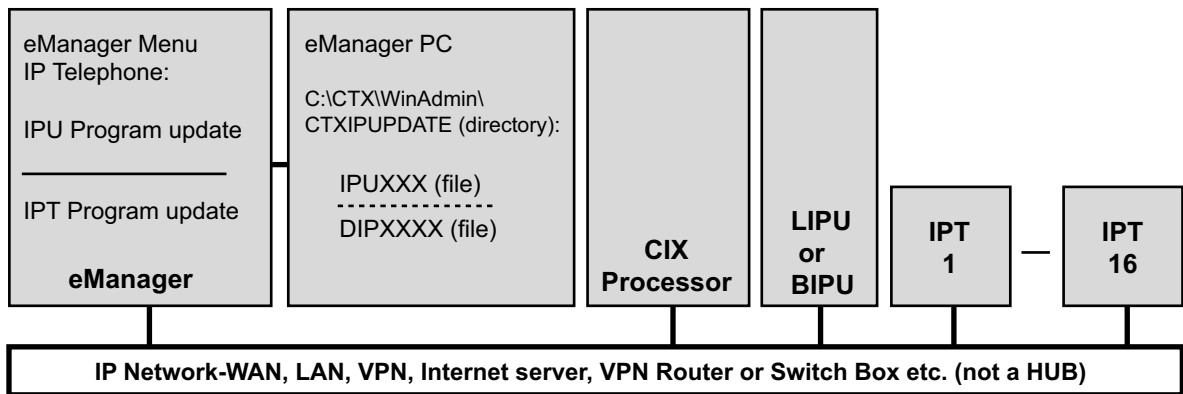 eManager Menu
IP Telephone:
IPU Program update
IPT Program update
eManager
eManager PC
C:\CTX\WinAdmin\
CTXIPUPDATE (directory):
IPUXXX (file)
DIPXXXX (file)
CIX
Processor
LIPU
or
BIPU
IPT
1
IPT
16
IP Network-WAN, LAN, VPN, Internet server, VPN Router or Switch Box etc. (not a HUB)